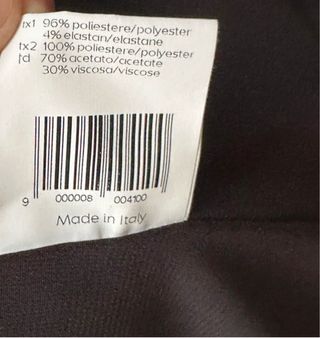 tx1 96% poliestere/polyester
4% elastan/elastane
tx2 100% poliestere/polyester
fd 70% acetato/acetate
30% viscosa/viscose
9 000008 004100
Made in Italy